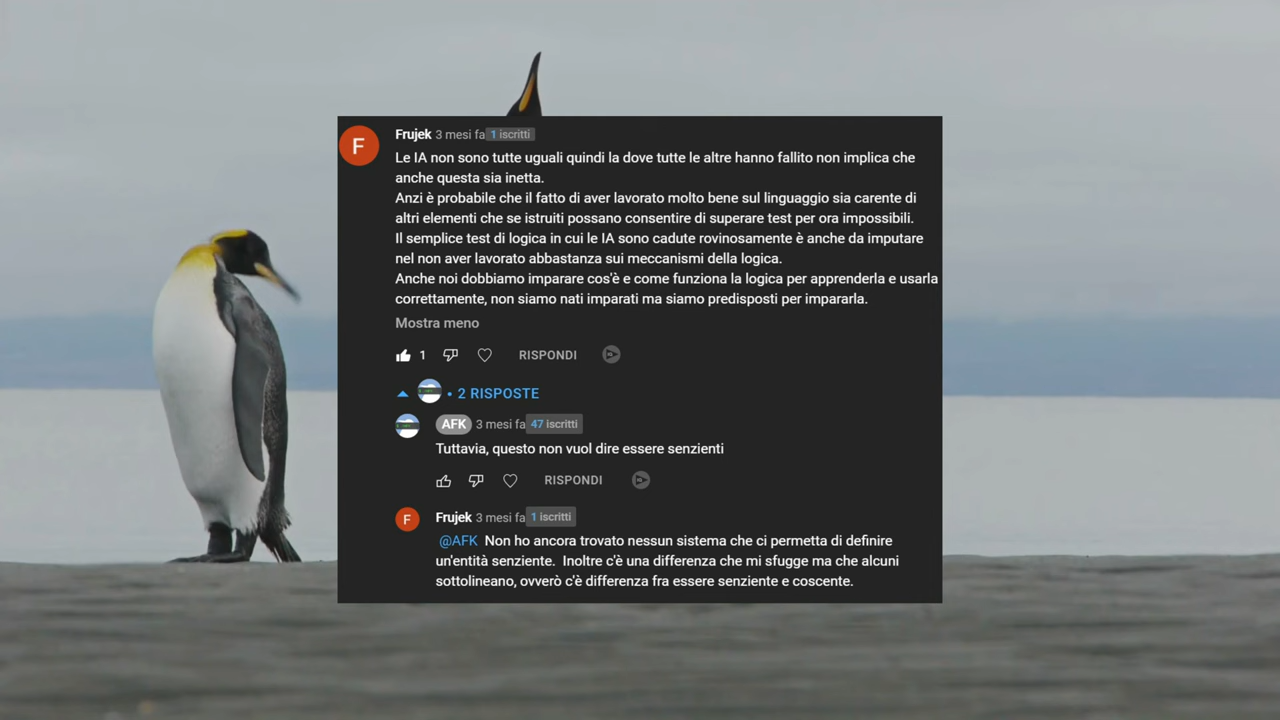 F
Frujek 3 mesi fa 1 iscritti
Le IA non sono tutte uguali quindi la dove tutte le altre hanno fallito non implica che
anche questa sia inetta.
Anzi è probabile che il fatto di aver lavorato molto bene sul linguaggio sia carente di
altri elementi che se istruiti possano consentire di superare test per ora impossibili.
Il semplice test di logica in cui le IA sono cadute rovinosamente è anche da imputare
nel non aver lavorato abbastanza sui meccanismi della logica.
Anche noi dobbiamo imparare cos'è e come funziona la logica per apprenderla e usarla
correttamente, non siamo nati imparati ma siamo predisposti per impararla.
Mostra meno
1 RISPONDI
• 2 RISPOSTE
AFK 3 mesi fa 47 iscritti
Tuttavia, questo non vuol dire essere senzienti
RISPONDI
F
Frujek 3 mesi fa 1 iscritti
@AFK Non ho ancora trovato nessun sistema che ci permetta di definire
un'entità senziente. Inoltre c'è una differenza che mi sfugge ma che alcuni
sottolineano, ovverò c'è differenza fra essere senziente e coscente.